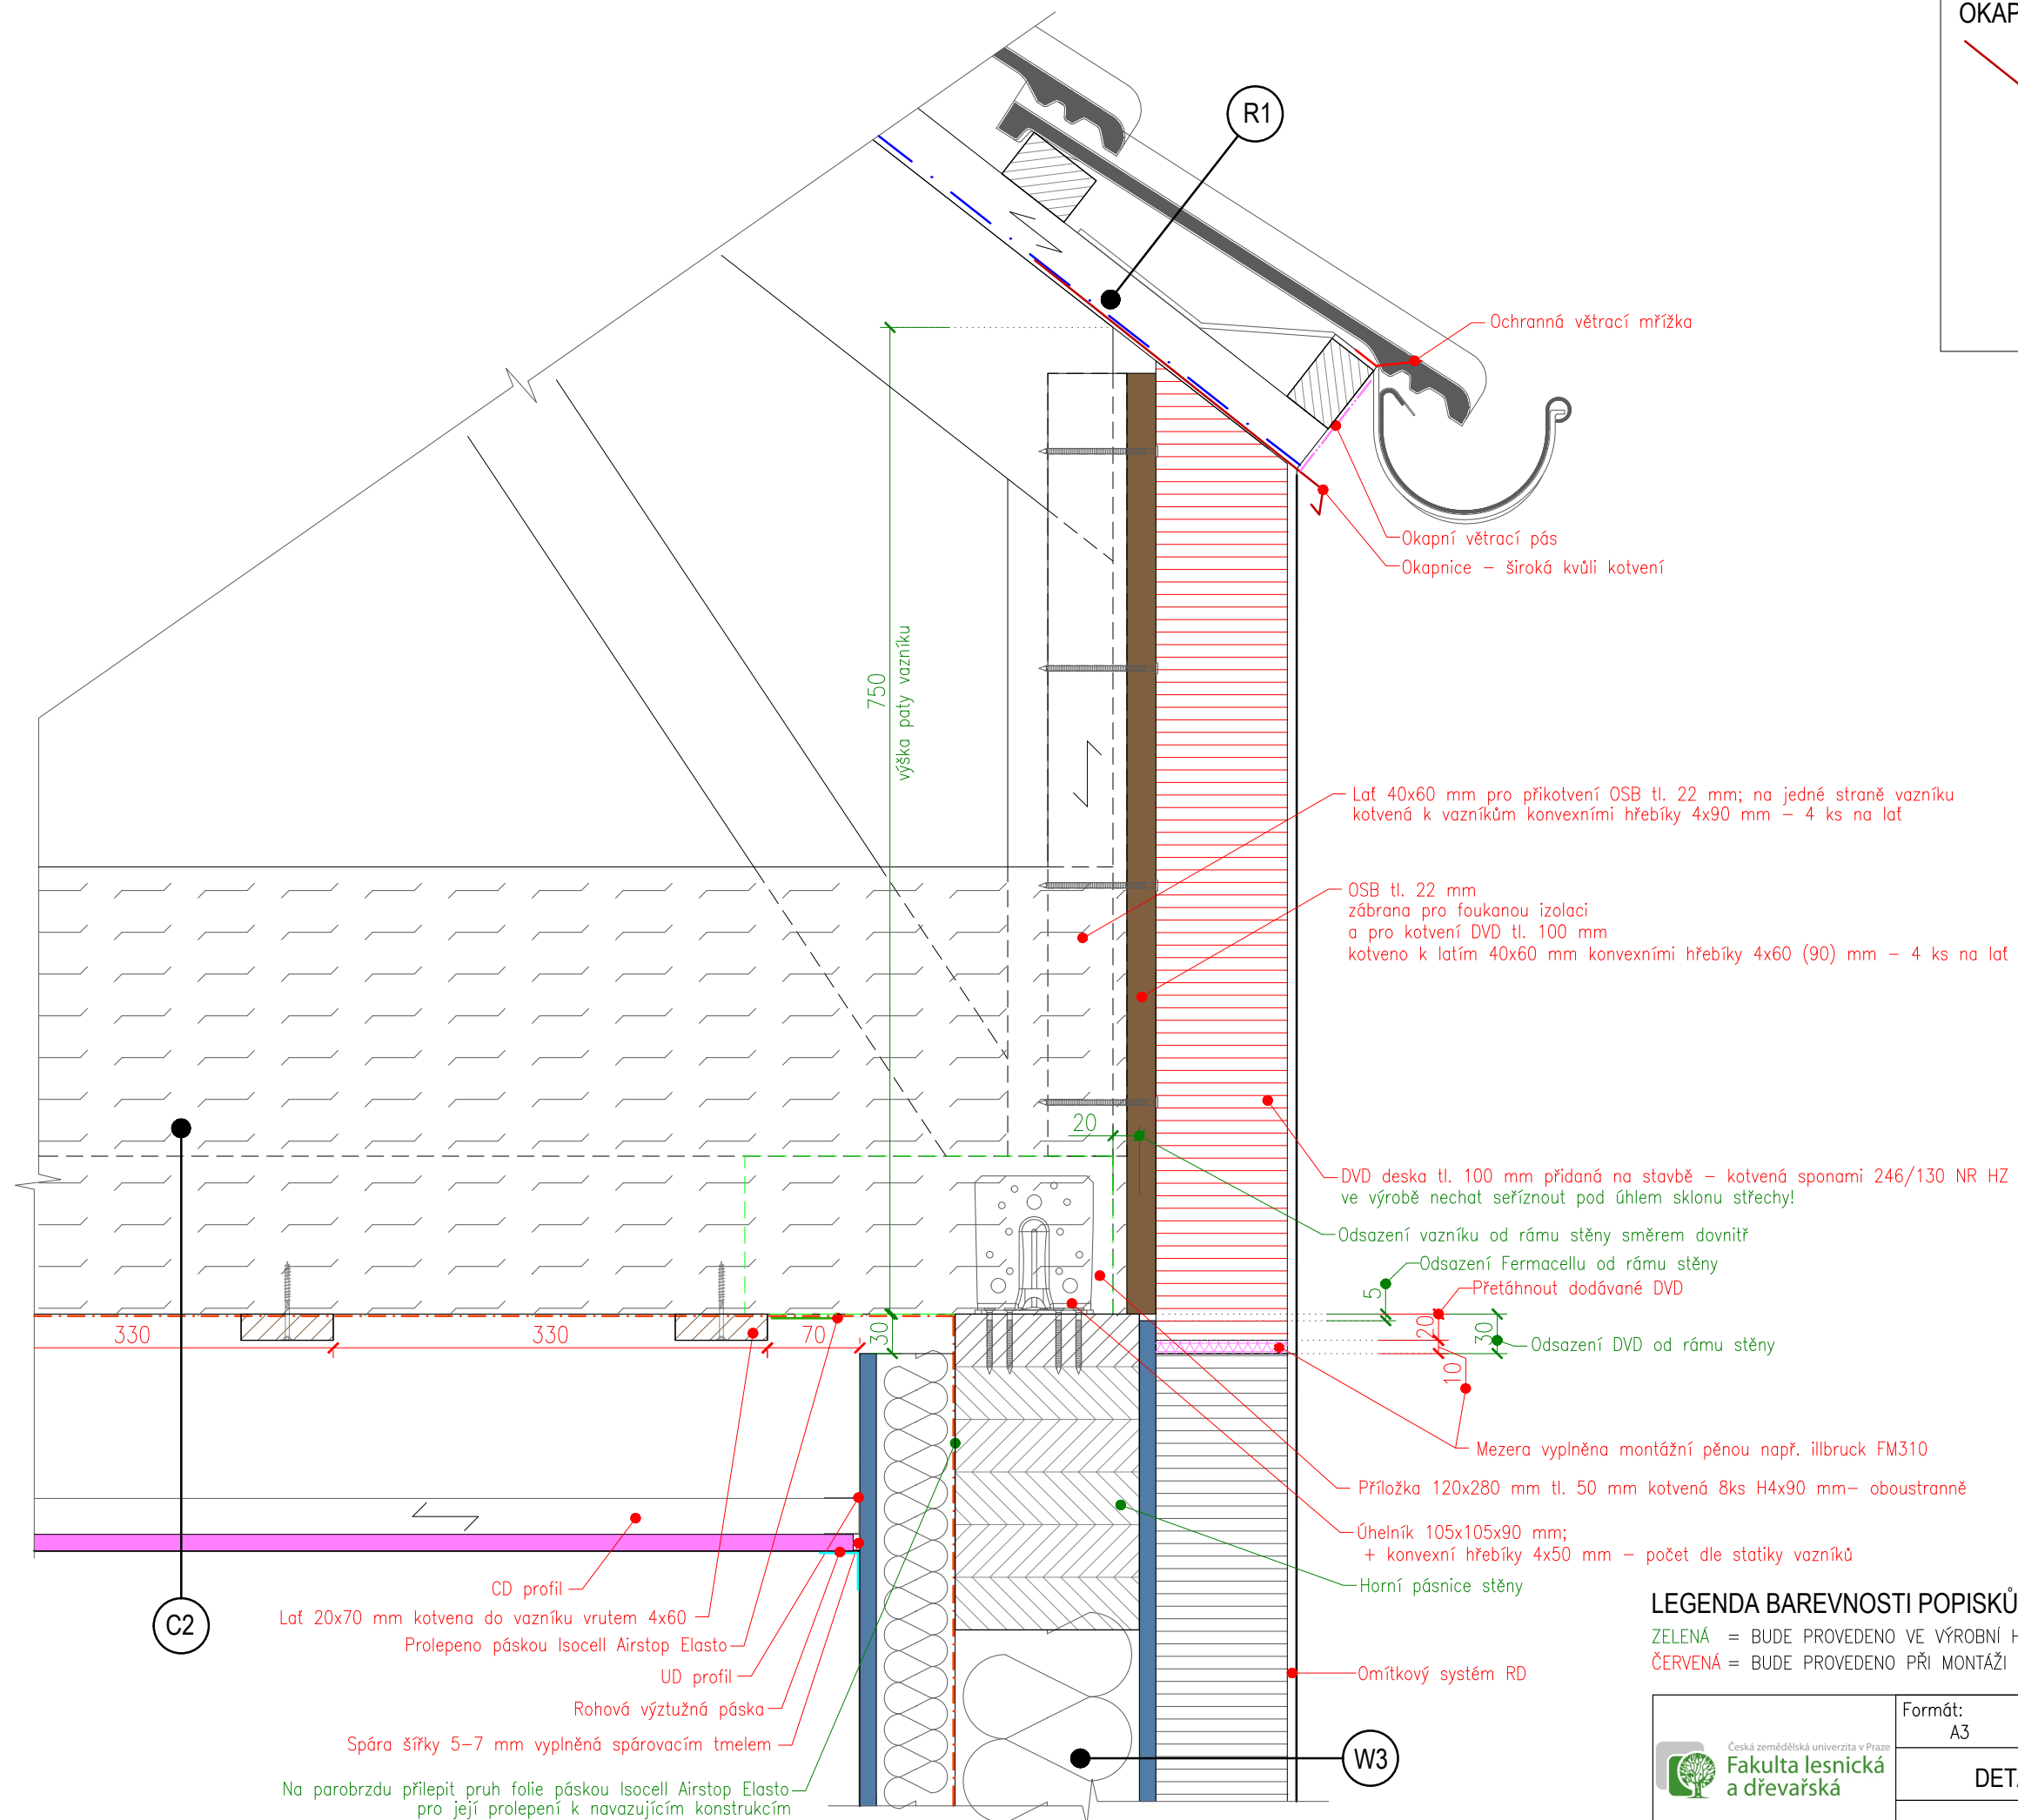 OKAP
R1
Ochranná větrací mřížka
Okapní větrací pás
Okapnice – široká kvůli kotvení
750
výška paty vazníku
Lať 40x60 mm pro přikotvení OSB tl. 22 mm; na jedné straně vazníku
kotvená k vazníkům konvexními hřebíky 4x90 mm – 4 ks na lať
OSB tl. 22 mm
zábrana pro foukanou izolaci
a pro kotvení DVD tl. 100 mm
kotveno k latím 40x60 mm konvexními hřebíky 4x60 (90) mm – 4 ks na lať
20
DVD deska tl. 100 mm přidaná na stavbě – kotvená sponami 246/130 NR HZ
ve výrobě nechat seříznout pod úhlem sklonu střechy!
Odsazení vazníku od rámu stěny směrem dovnitř
Odsazení Fermacellu od rámu stěny
5
Přetáhnout dodávané DVD
330
330
70
30
20
30
Odsazení DVD od rámu stěny
10
Mezera vyplněna montážní pěnou např. illbruck FM310
Příložka 120x280 mm tl. 50 mm kotvená 8ks H4x90 mm– oboustranně
Úhelník 105x105x90 mm;
+ konvexní hřebíky 4x50 mm – počet dle statiky vazníků
Horní pásnice stěny
CD profil
Lať 20x70 mm kotvena do vazníku vrutem 4x60
Prolepeno páskou Isocell Airstop Elasto
UD profil
Rohová výztužná páska
Spára šířky 5–7 mm vyplněná spárovacím tmelem
Na parobrzdu přilepit pruh folie páskou Isocell Airstop Elasto
pro její prolepení k navazujícím konstrukcím
C2
Omítkový systém RD
W3
LEGENDA BAREVNOSTI POPISKŮ
ZELENÁ = BUDE PROVEDENO VE VÝROBNÍ H
ČERVENÁ = BUDE PROVEDENO PŘI MONTÁŽI
Formát:
A3
Česká zemědělská univerzita v Praze
Fakulta lesnická
a dřevařská
DETA